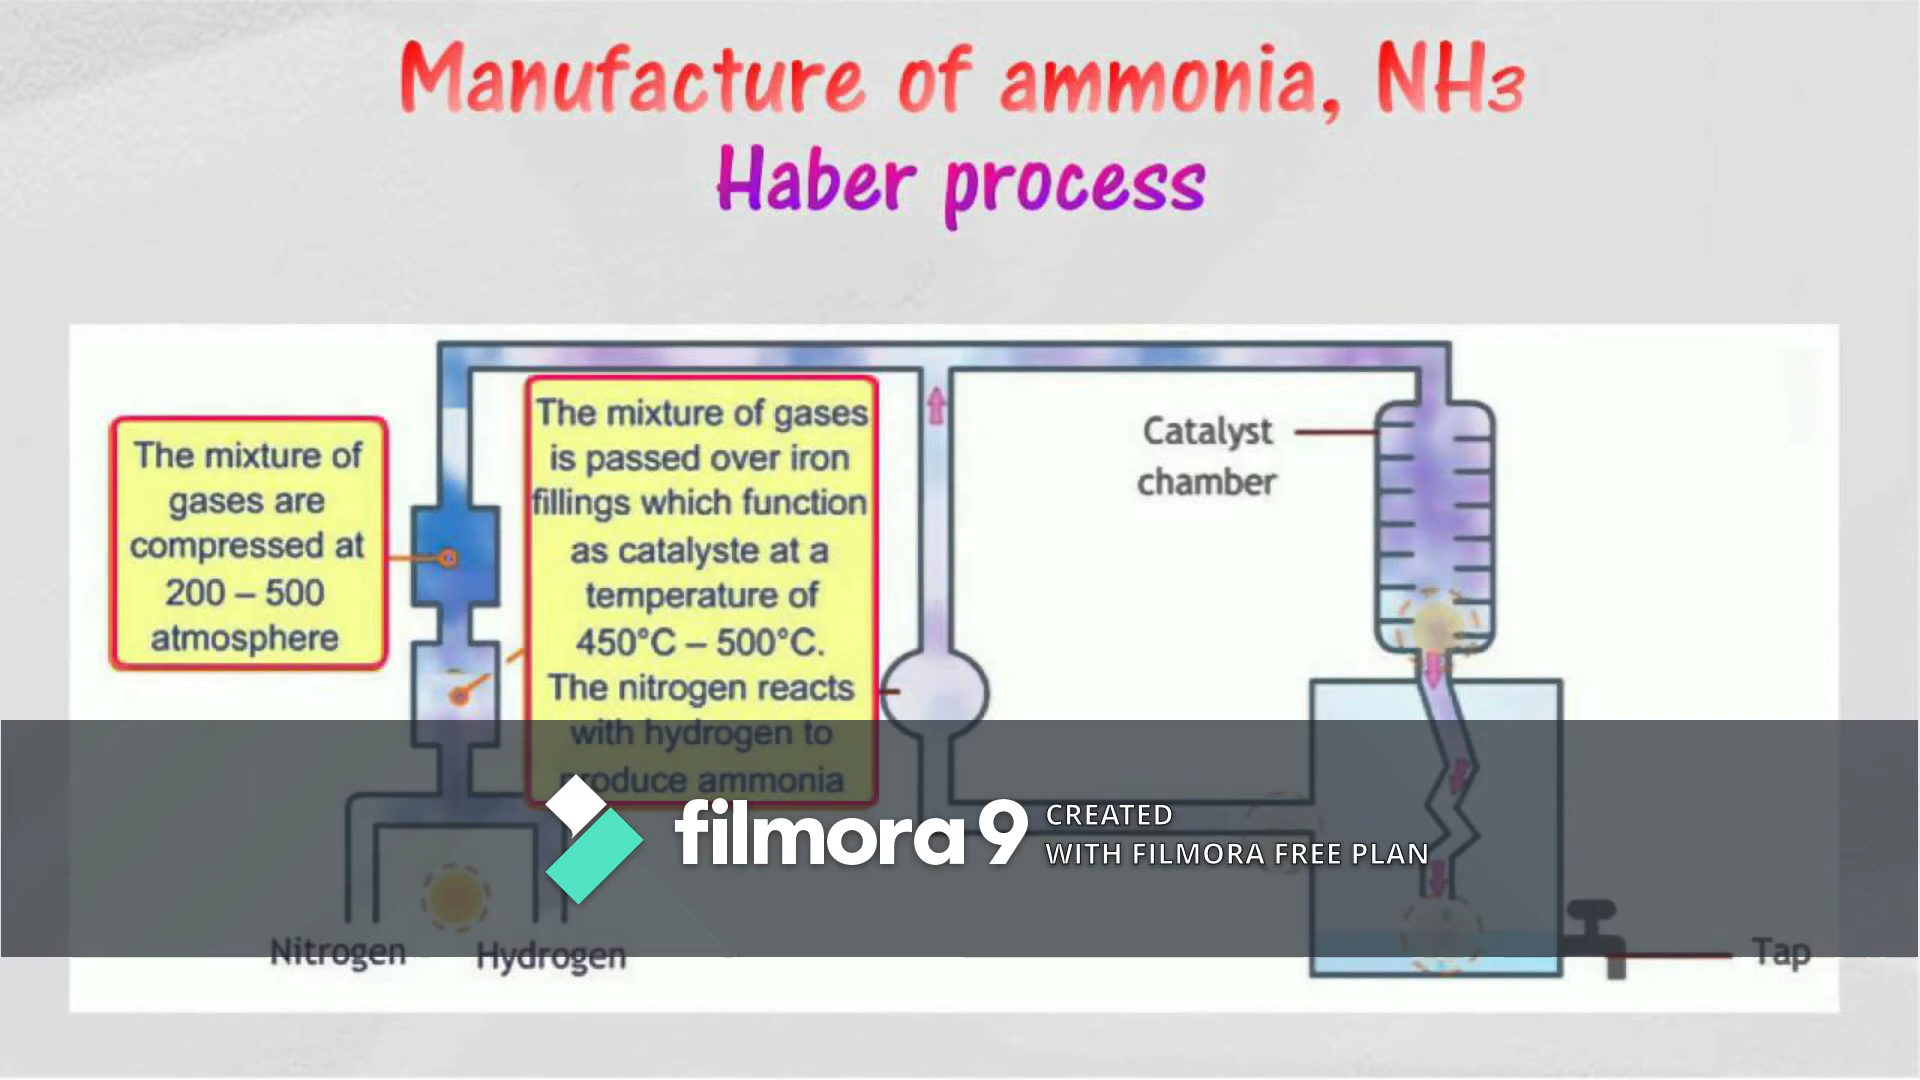 Manufacture of ammonia, NH3
Haber process
The mixture of
gases are
compressed at
200 – 500
atmosphere
The mixture of gases
is passed over iron
fillings which function
as catalyste at a
temperature of
450°C – 500°C.
The nitrogen reacts
with hydrogen to
produce ammonia
Catalyst
chamber
filmora9
CREATED
WITH FILMORA FREE PLAN
Nitrogen
Hydrogen
Tap